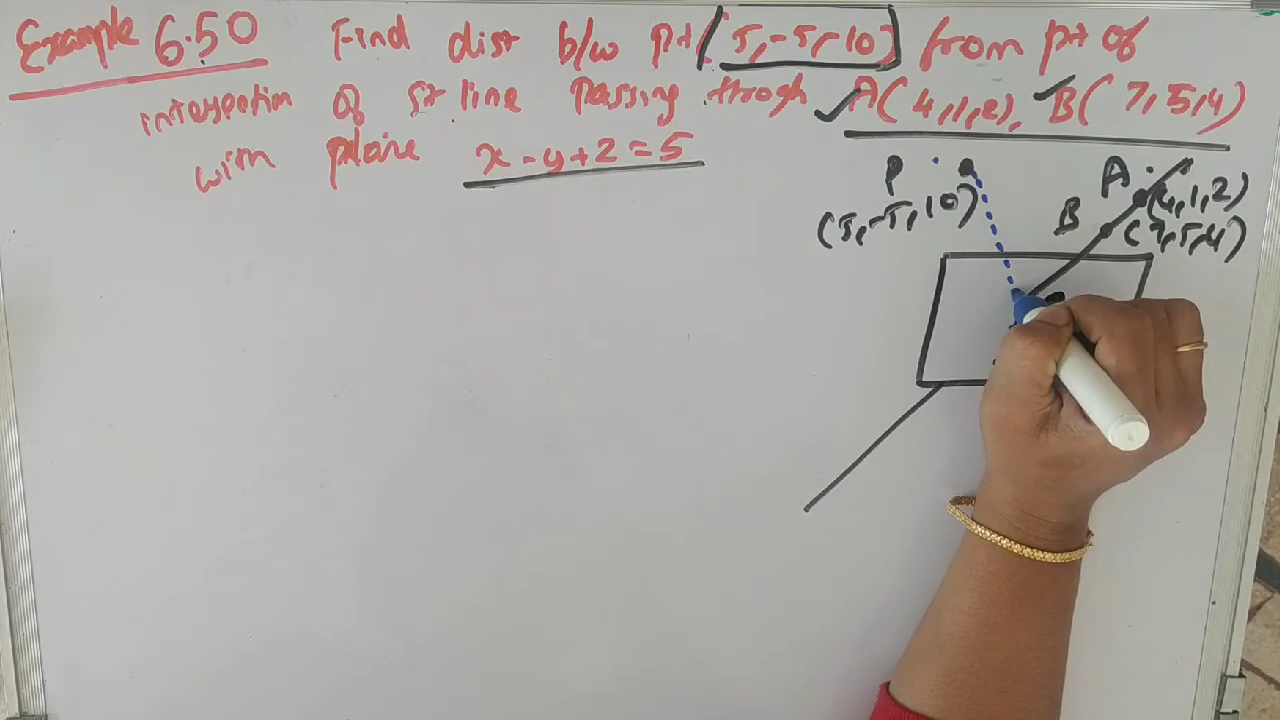 Example 6.50 Find dist b/w pt (5,-5,-10) from pt of
intersection of st line Passing throgh A(4,1,2), B(7,5,4)
with plane x-y+z=5
P A
(5,-5,10) (4,1,2)
B (7,5,4)